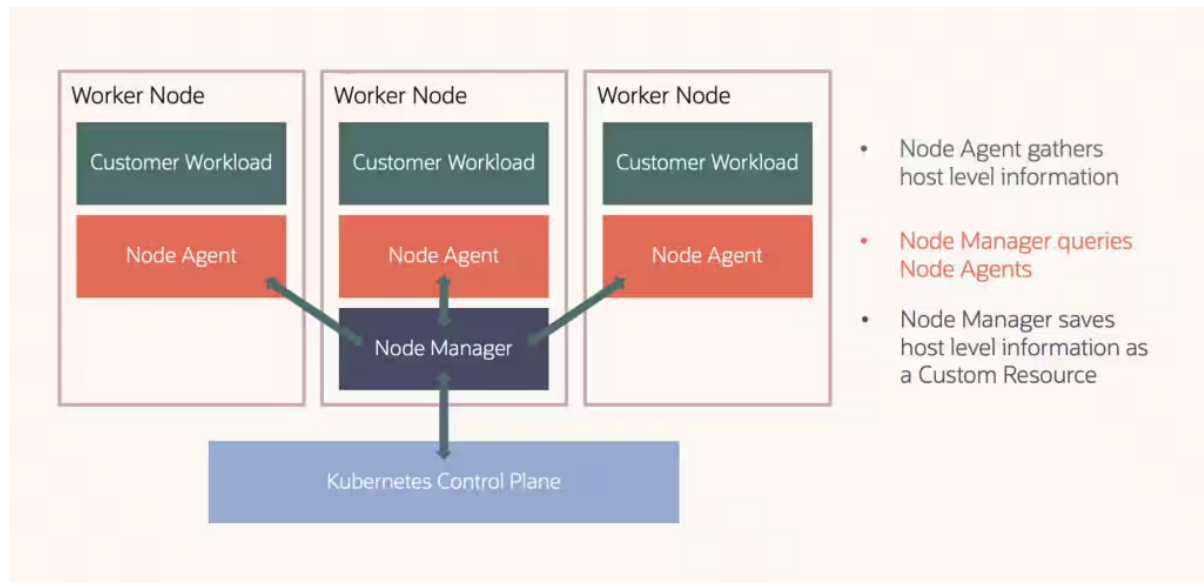 Worker Node
Customer Workload
Node Agent
Worker Node
Customer Workload
Node Agent
Node Manager
Worker Node
Customer Workload
Node Agent
Kubernetes Control Plane
• Node Agent gathers
host level information
• Node Manager queries
Node Agents
• Node Manager saves
host level information as
a Custom Resource